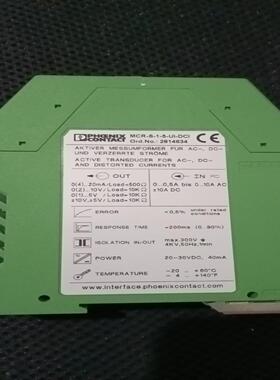 PHOENIX CONTACT
MCR-S-1-5-UI-DCI
Ord.No.: 2814634
CE
AKTIVER MESSUMFORMER FÜR AC-, DC-
UND VERZERRTE STRÖME
ACTIVE TRANSDUCER FOR AC-, DC-
AND DISTORTED CURRENTS
OUT
0(4)..20mA/Load<500Ω
0(2)..10V/Load>10KΩ
0(1)..5V /Load>10KΩ
±10V,±5V/ Load>10KΩ
IN
0...0,5A bis 0..10A AC
±10A DC
ERROR <0,5% under rated conditions
RESPONSE TIME ~200ms (0..90%)
ISOLATION IN-OUT max.300V
4KV,50Hz,1min
POWER 20-30VDC, 40mA
TEMPERATURE -20 .. +60°C
-4 .. +140°F
www.interface.phoenixcontact.com